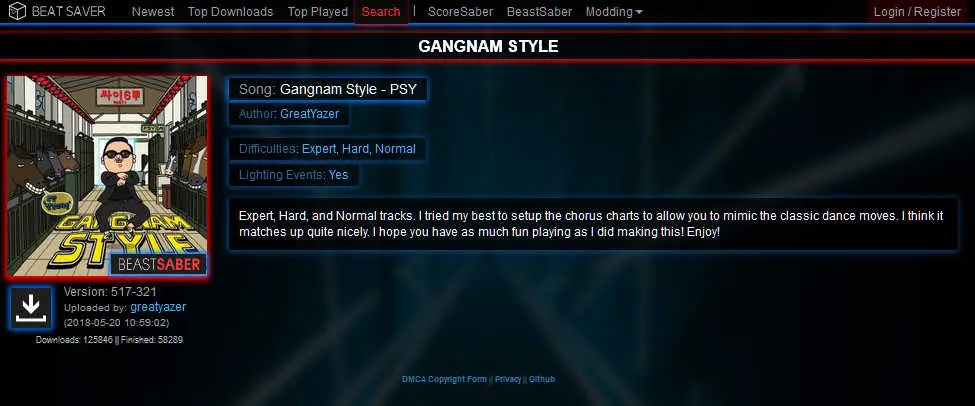 BEAT SAVER Newest Top Downloads Top Played Search | ScoreSaber BeastSaber Modding Login / Register
GANGNAM STYLE
싸이6甲
Song: Gangnam Style - PSY
Author: GreatYazer
Difficulties: Expert, Hard, Normal
Lighting Events: Yes
Expert, Hard, and Normal tracks. I tried my best to setup the chorus charts to allow you to mimic the classic dance moves. I think it
matches up quite nicely. I hope you have as much fun playing as I did making this! Enjoy!
GANGNAM
STYLE
BEASTSABER
Version: 517-321
Uploaded by: greatyazer
(2018-05-20 10:59:02)
Downloads: 125846 || Finished: 58289
DMCA Copyright Form || Privacy || Github